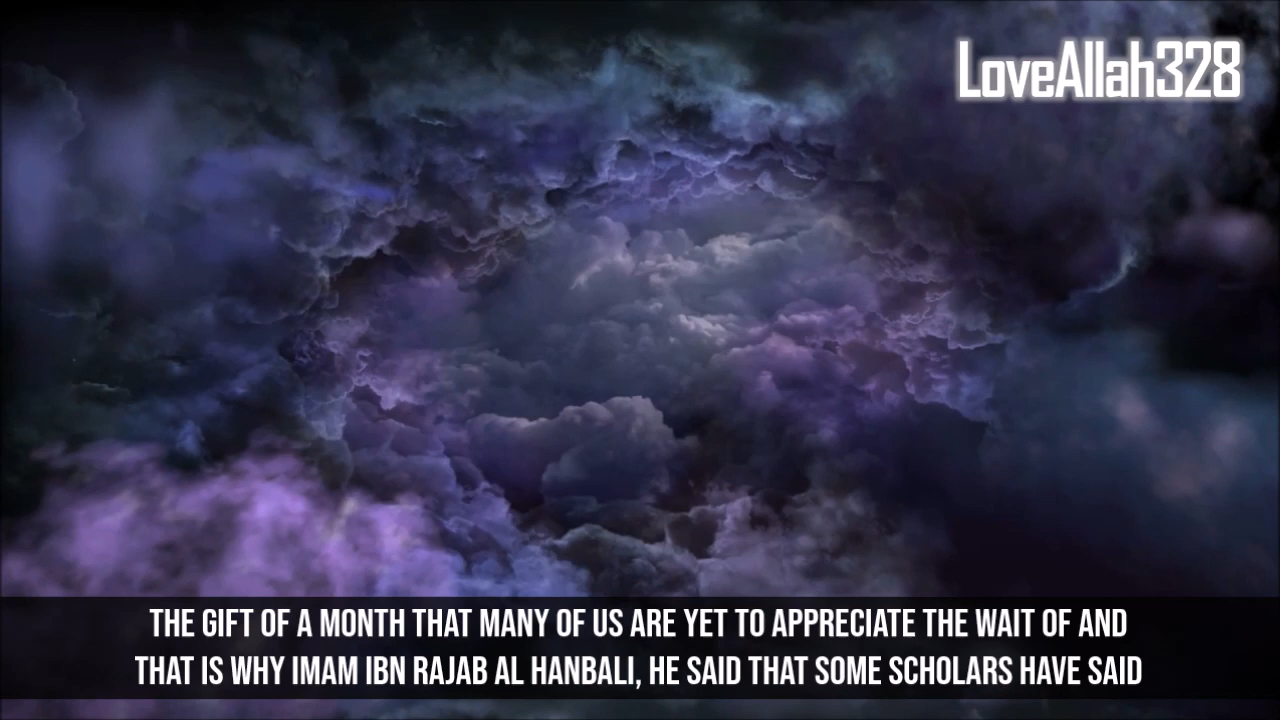 LoveAllah328
THE GIFT OF A MONTH THAT MANY OF US ARE YET TO APPRECIATE THE WAIT OF AND
THAT IS WHY IMAM IBN RAJAB AL HANBALI, HE SAID THAT SOME SCHOLARS HAVE SAID